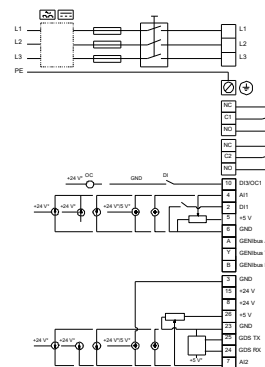 L1 L1
L2 L2
L3 L3
PE
NC
C1
NO
NC
C2
NO
+24 V* OC GND DI 10 DI3/OC1
4 AI1
+24 V* +24 V* +24 V*/5 V* 2 DI1
5 +5 V
6 GND
A GENIbus
Y GENIbus
B GENIbus
3 GND
15 +24 V
8 +24 V
26 +5 V
23 GND
25 GDS TX
+24 V* +24 V* +24 V*/5 V* 24 GDS RX
+5 V* 7 AI2